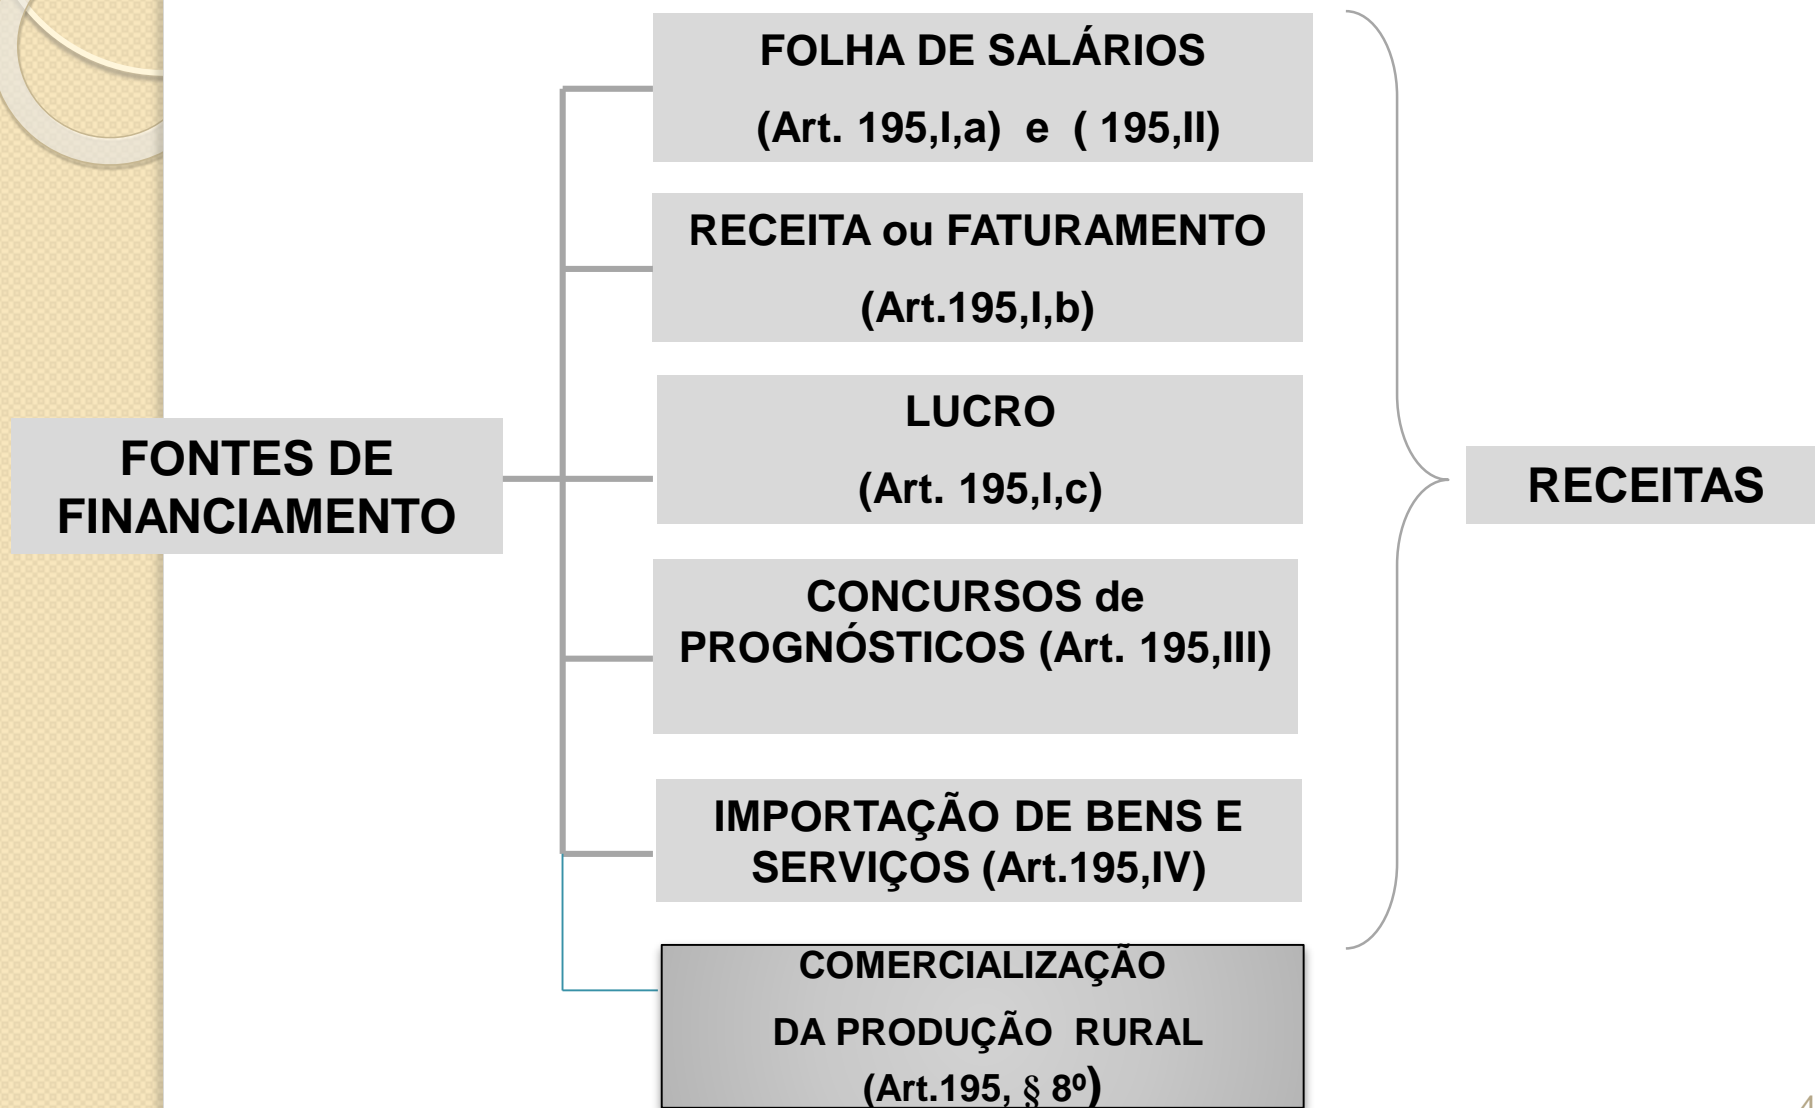 FOLHA DE SALÁRIOS
(Art. 195,I,a) e ( 195,II)
RECEITA ou FATURAMENTO
(Art.195,I,b)
LUCRO
(Art. 195,I,c)
FONTES DE
FINANCIAMENTO
RECEITAS
CONCURSOS de
PROGNÓSTICOS (Art. 195,III)
IMPORTAÇÃO DE BENS E
SERVIÇOS (Art.195,IV)
COMERCIALIZAÇÃO
DA PRODUÇÃO RURAL
(Art.195, § 8º)